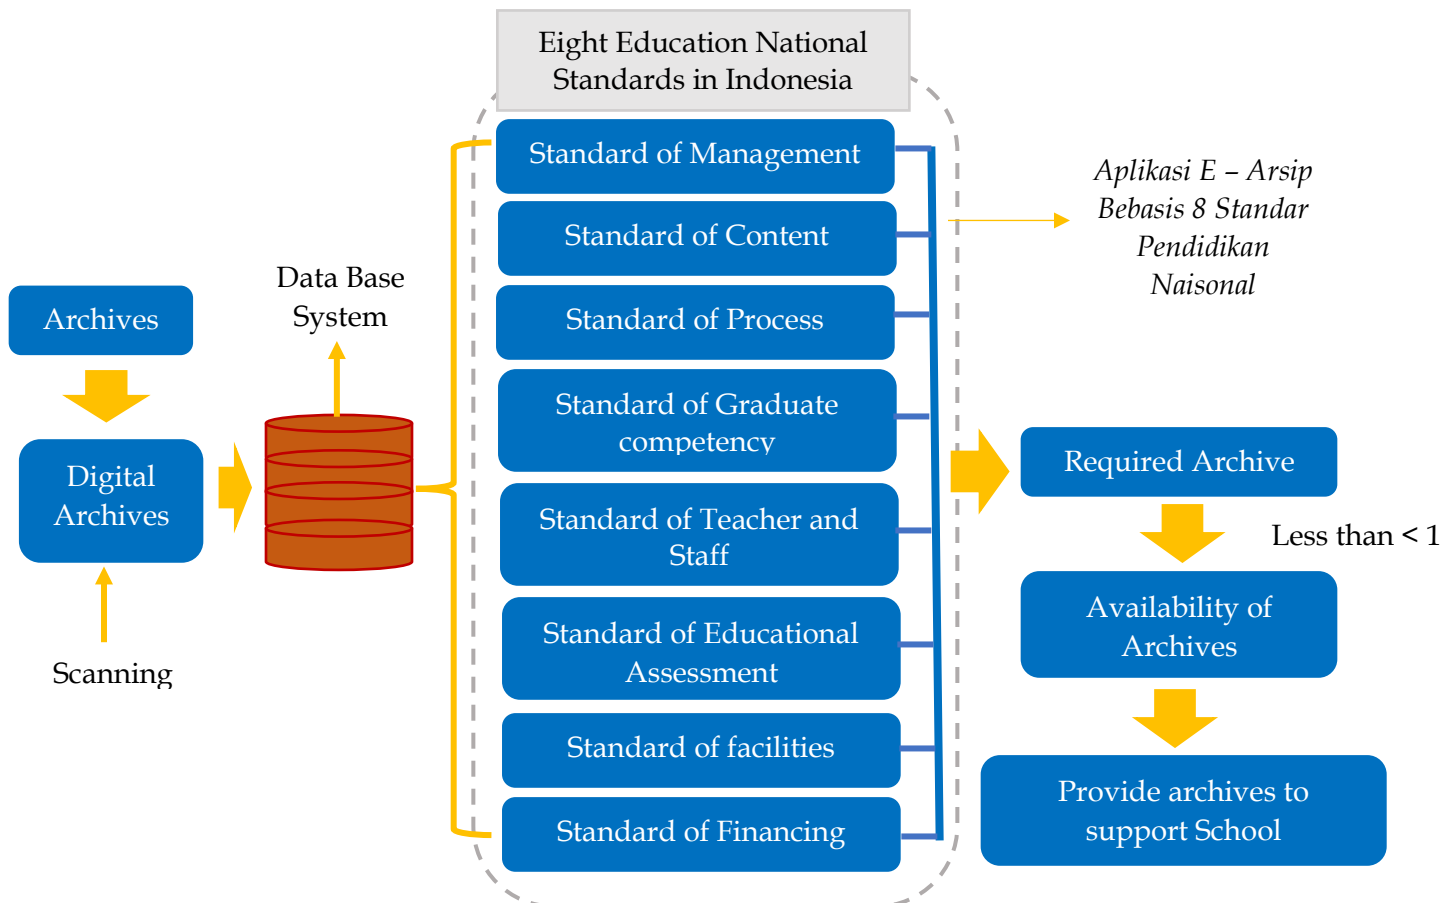 Eight Education National
Standards in Indonesia
Archives
Digital
Archives
Scanning
Data Base
System
Standard of Management
Standard of Content
Standard of Process
Standard of Graduate
competency
Standard of Teacher and
Staff
Standard of Educational
Assessment
Standard of facilities
Standard of Financing
Aplikasi E – Arsip
Bebasis 8 Standar
Pendidikan
Naisonal
Required Archive
Less than < 1
Availability of
Archives
Provide archives to
support School